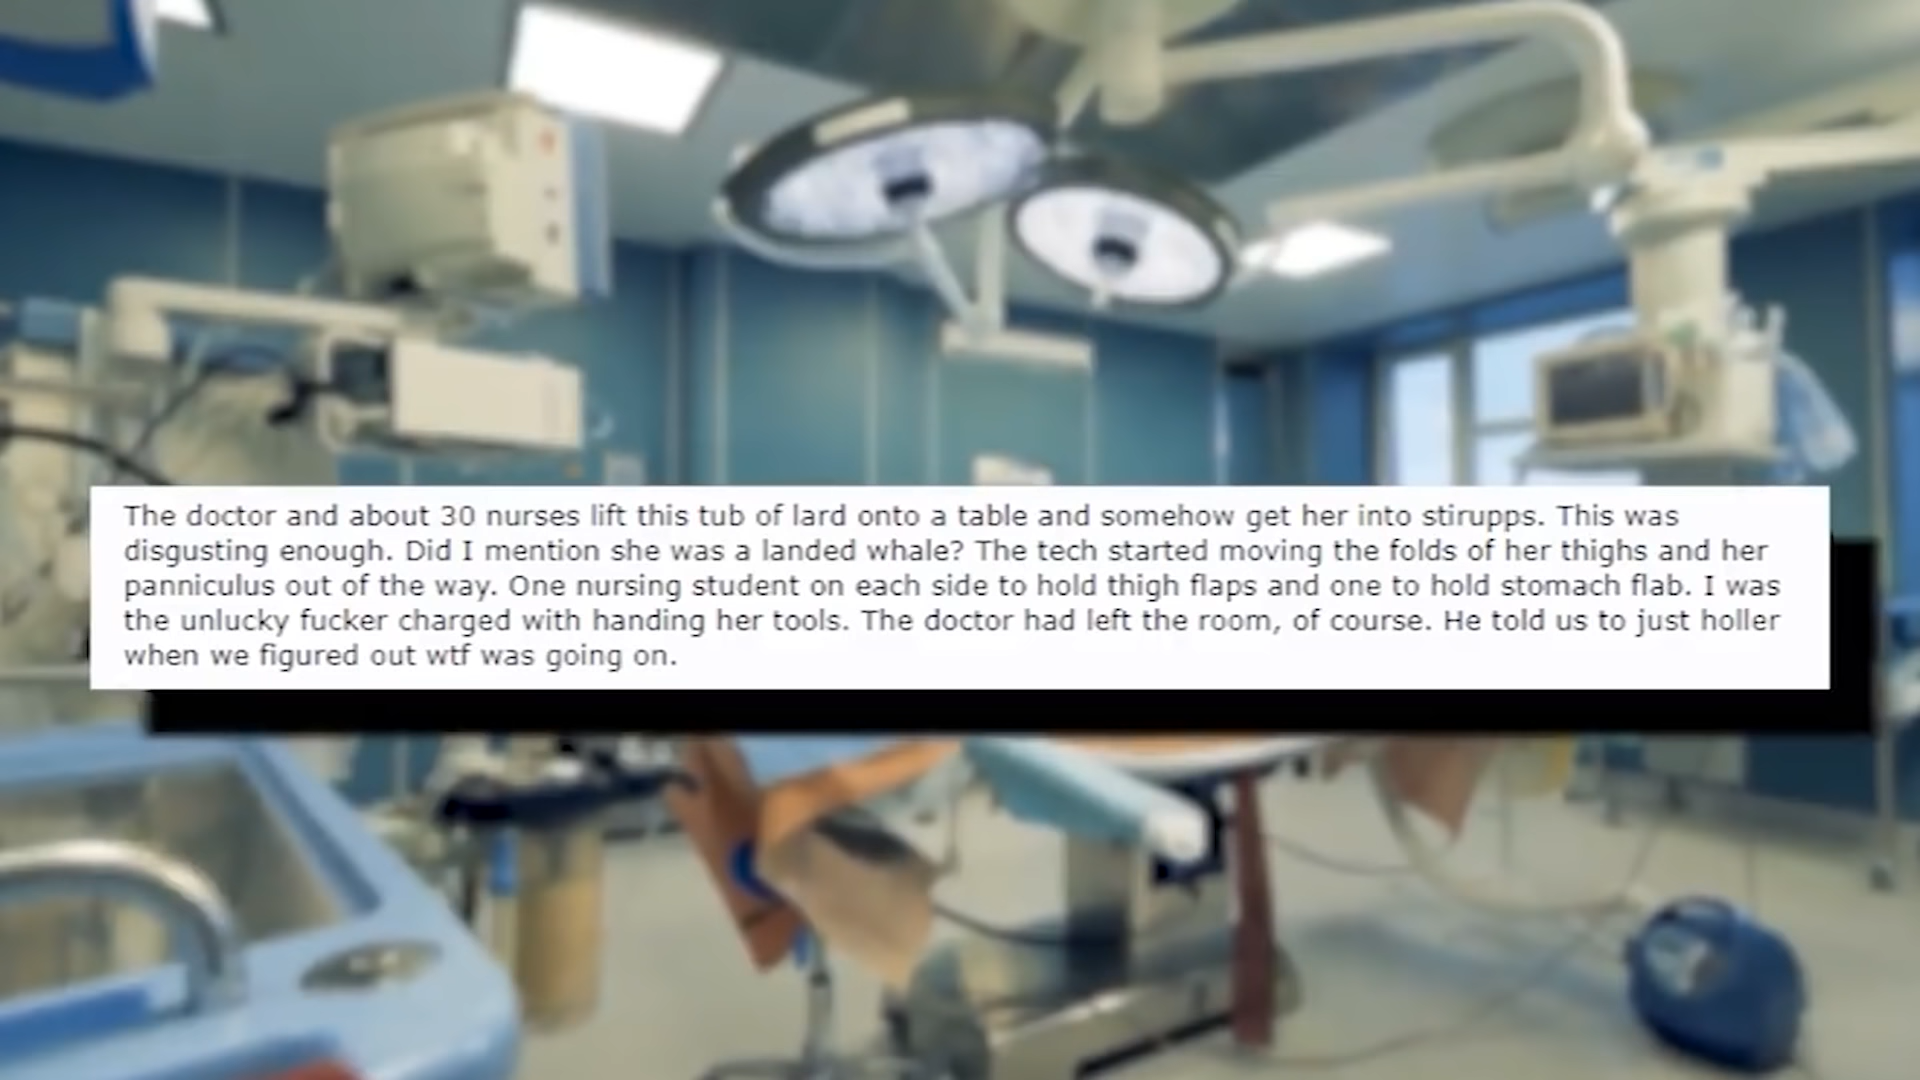 The doctor and about 30 nurses lift this tub of lard onto a table and somehow get her into stirupps. This was
disgusting enough. Did I mention she was a landed whale? The tech started moving the folds of her thighs and her
panniculus out of the way. One nursing student on each side to hold thigh flaps and one to hold stomach flab. I was
the unlucky fucker charged with handing her tools. The doctor had left the room, of course. He told us to just holler
when we figured out wtf was going on.